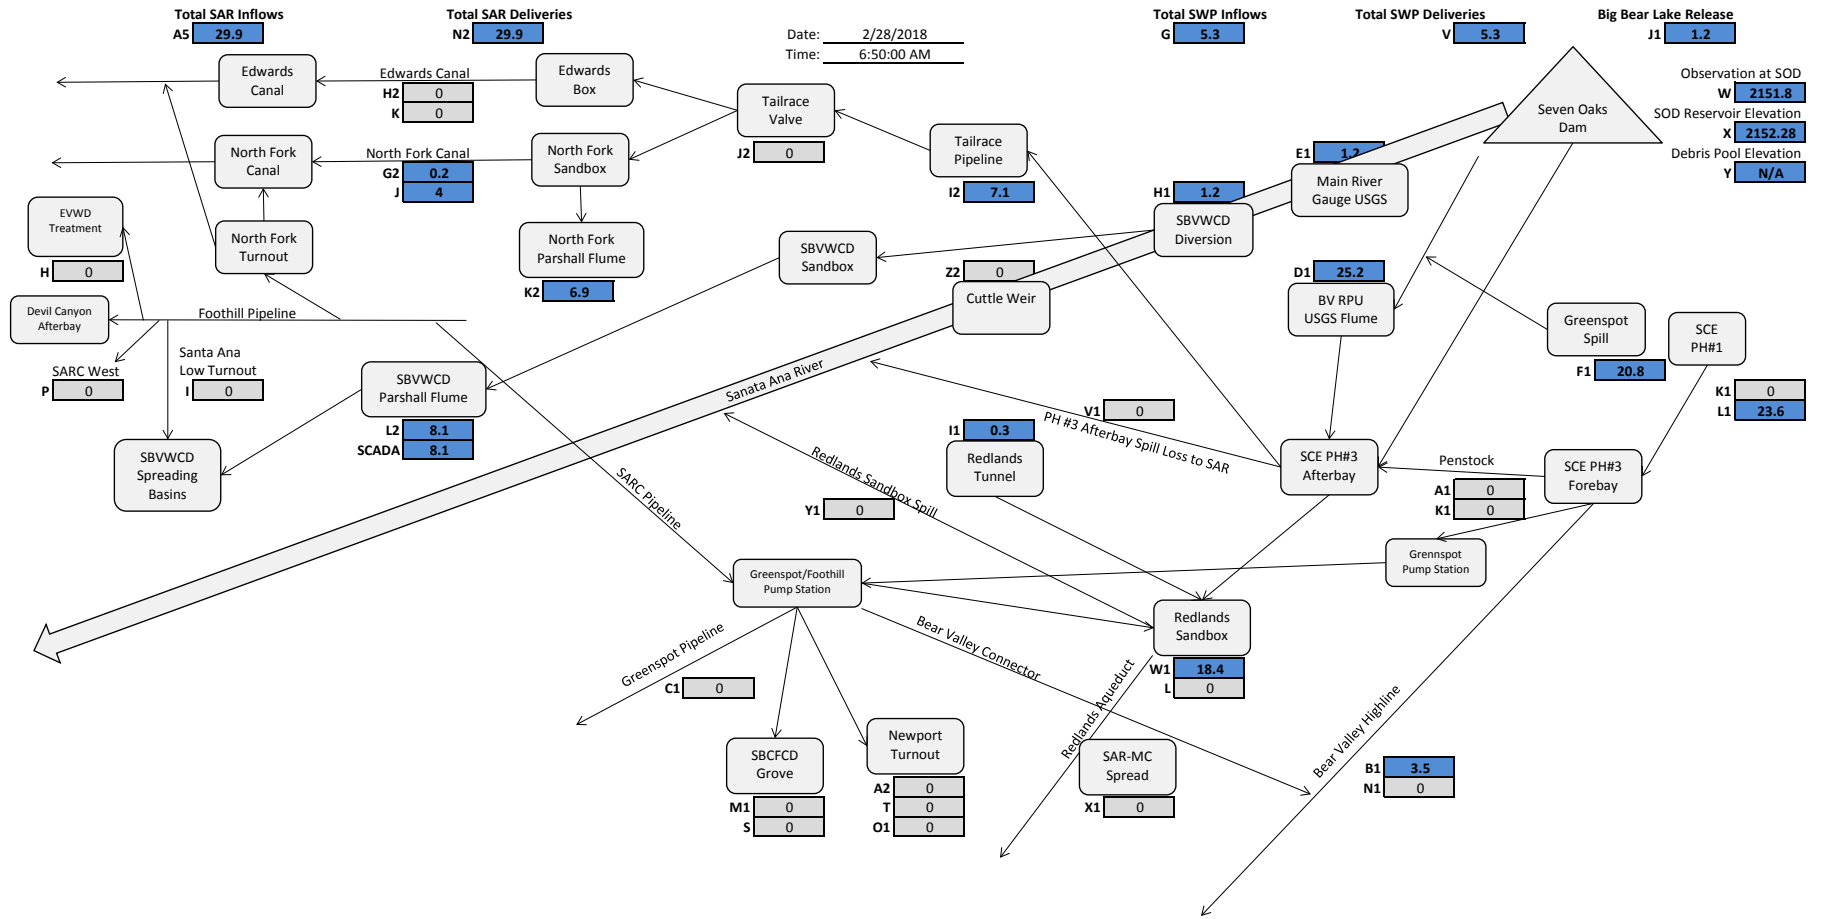 Total SAR Inflows
A5 29.9
Total SAR Deliveries
N2 29.9
Date: 2/28/2018
Time: 6:50:00 AM
Total SWP Inflows
G 5.3
Total SWP Deliveries
V 5.3
Big Bear Lake Release
J1 1.2
Observation at SOD
W 2151.8
SOD Reservoir Elevation
X 2152.28
Debris Pool Elevation
Y N/A
Seven Oaks
Dam
Edwards
Canal
Edwards Canal
H2 0
K 0
Edwards
Box
Tailrace
Valve
J2 0
Tailrace
Pipeline
I2 7.1
North Fork
Canal
North Fork Canal
G2 0.2
J 4
North Fork
Sandbox
E1 1.2
Main River
Gauge USGS
H1 1.2
SBVWCD
Diversion
EVWD
Treatment
H 0
North Fork
Turnout
North Fork
Parshall Flume
K2 6.9
SBVWCD
Sandbox
Z2 0
Cuttle Weir
D1 25.2
BV RPU
USGS Flume
Greenspot
Spill
F1 20.8
SCE
PH#1
K1 0
L1 23.6
Devil Canyon
Afterbay
Foothill Pipeline
SARC West
P 0
Santa Ana
Low Turnout
I 0
SBVWCD
Parshall Flume
L2 8.1
SCADA 8.1
Sanata Ana River
V1 0
PH #3 Afterbay Spill Loss to SAR
I1 0.3
Redlands
Tunnel
SCE PH#3
Afterbay
Penstock
A1 0
K1 0
SCE PH#3
Forebay
SBVWCD
Spreading
Basins
SARC Pipeline
Redlands Sandbox Spill
Y1 0
Grennspot
Pump Station
Greenspot/Foothill
Pump Station
Redlands
Sandbox
W1 18.4
L 0
Greenspot Pipeline
C1 0
Bear Valley Connector
Redlands Aqueduct
Bear Valley Highline
SBCFCD
Grove
M1 0
S 0
Newport
Turnout
A2 0
T 0
O1 0
SAR-MC
Spread
X1 0
B1 3.5
N1 0